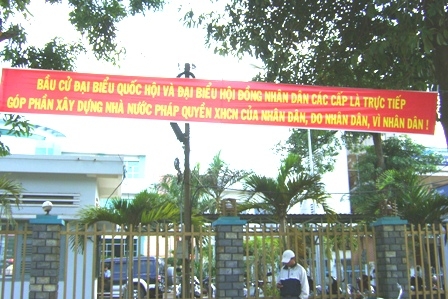 BẦU CỬ ĐẠI BIỂU QUỐC HỘI VÀ ĐẠI BIỂU HỘI ĐỒNG NHÂN DÂN CÁC CẤP LÀ TRỰC TIẾP
GÓP PHẦN XÂY DỰNG NHÀ NƯỚC PHÁP QUYỀN XHCN CỦA NHÂN DÂN, DO NHÂN DÂN, VÌ NHÂN DÂN !